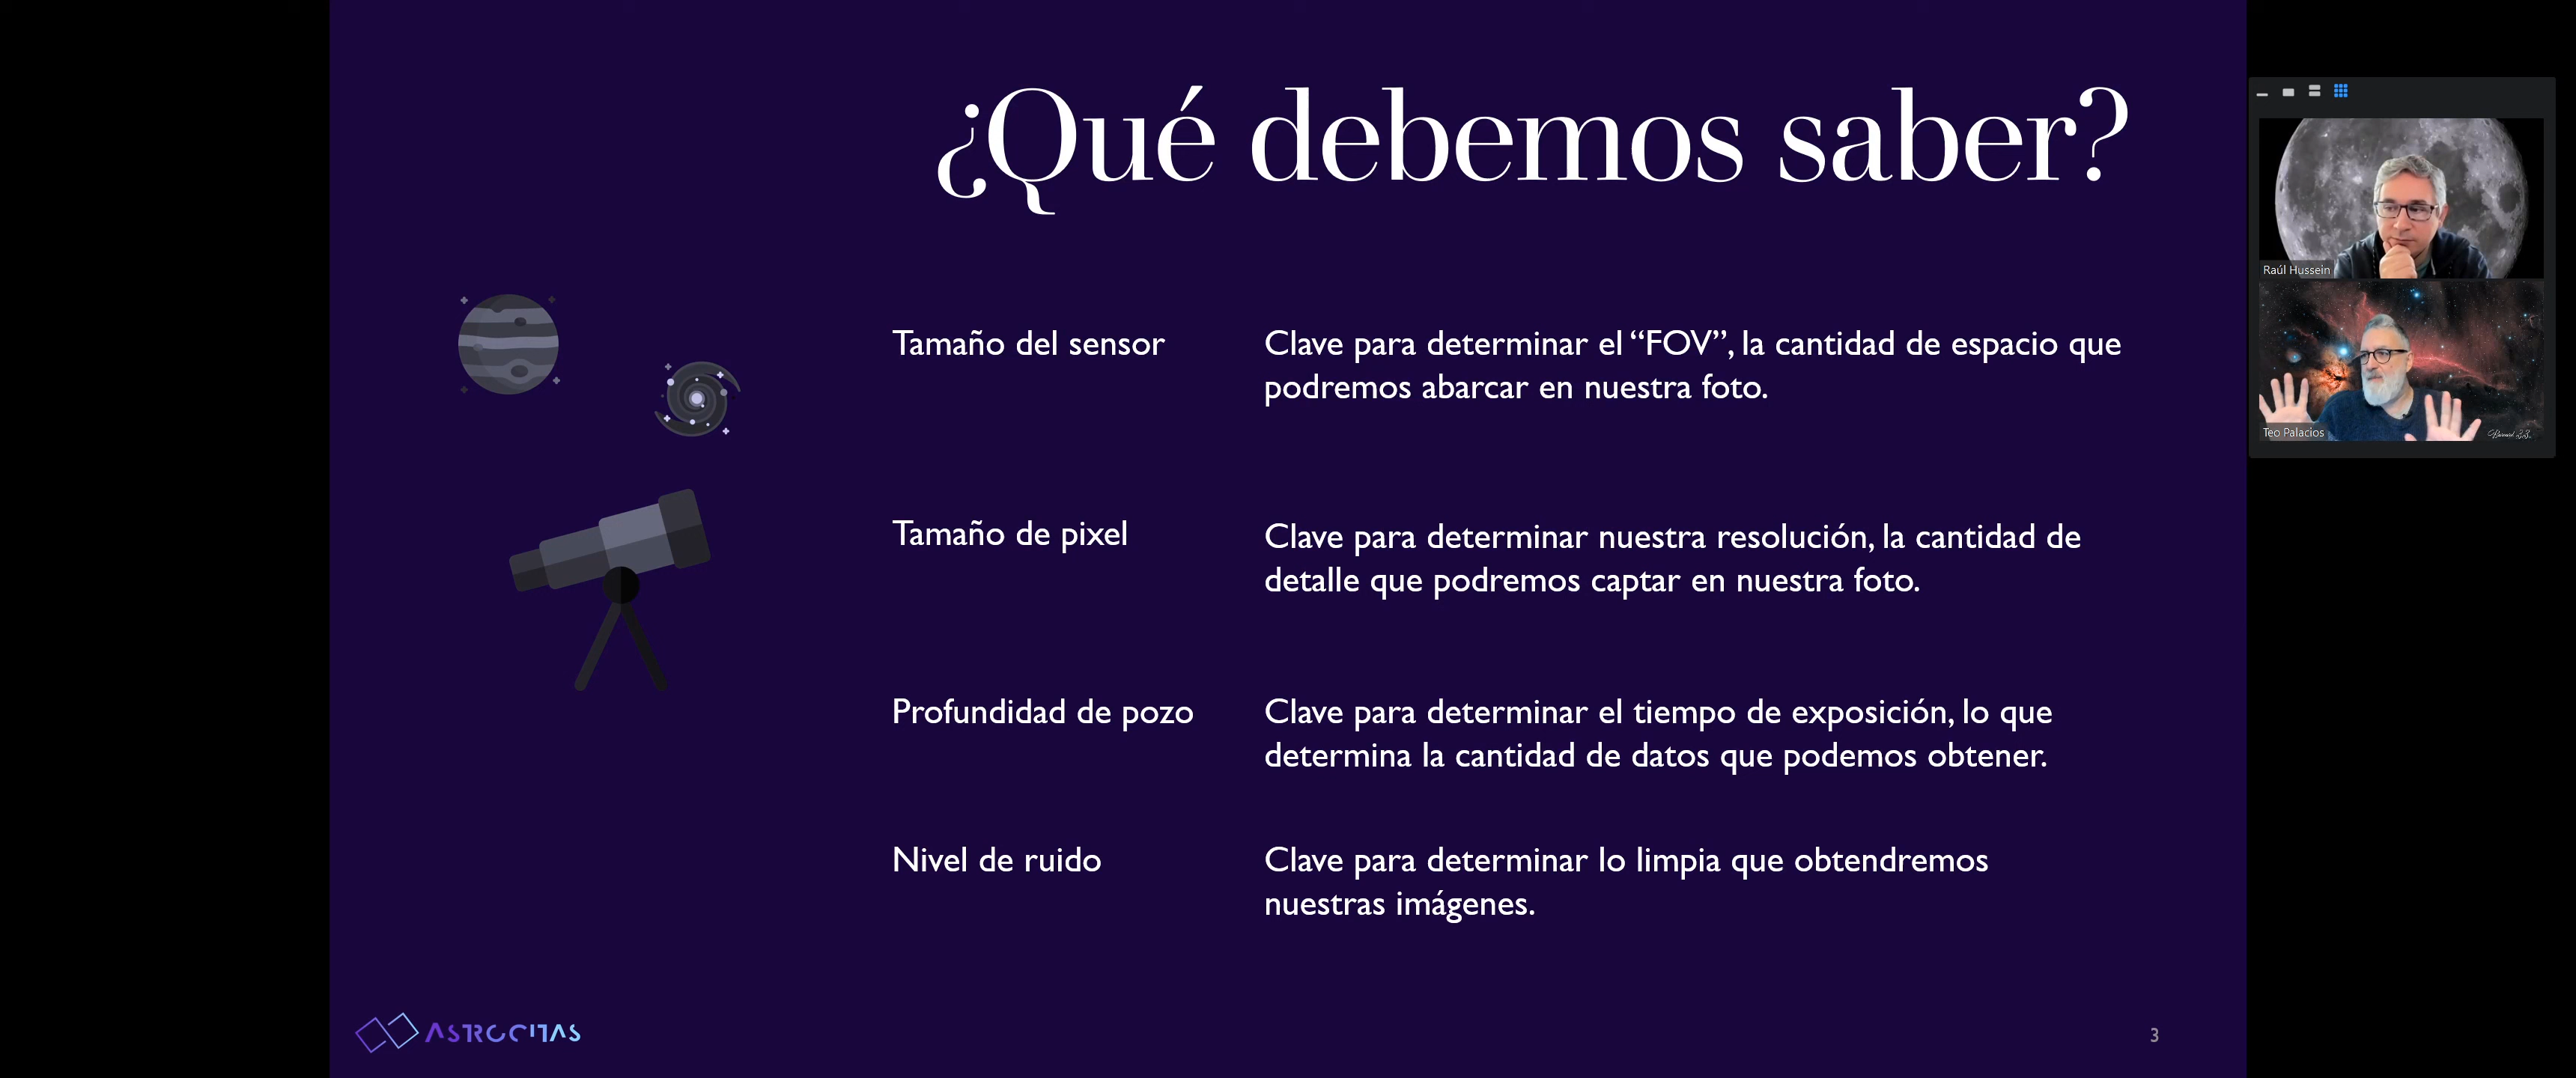 ¿Qué debemos saber?
Tamaño del sensor
Clave para determinar el “FOV”, la cantidad de espacio que
podremos abarcar en nuestra foto.
Tamaño de pixel
Clave para determinar nuestra resolución, la cantidad de
detalle que podremos captar en nuestra foto.
Profundidad de pozo
Clave para determinar el tiempo de exposición, lo que
determina la cantidad de datos que podemos obtener.
Nivel de ruido
Clave para determinar lo limpia que obtendremos
nuestras imágenes.
ASTROCITAS
3
Raúl Hussein
Teo Palacios
Barnard 33